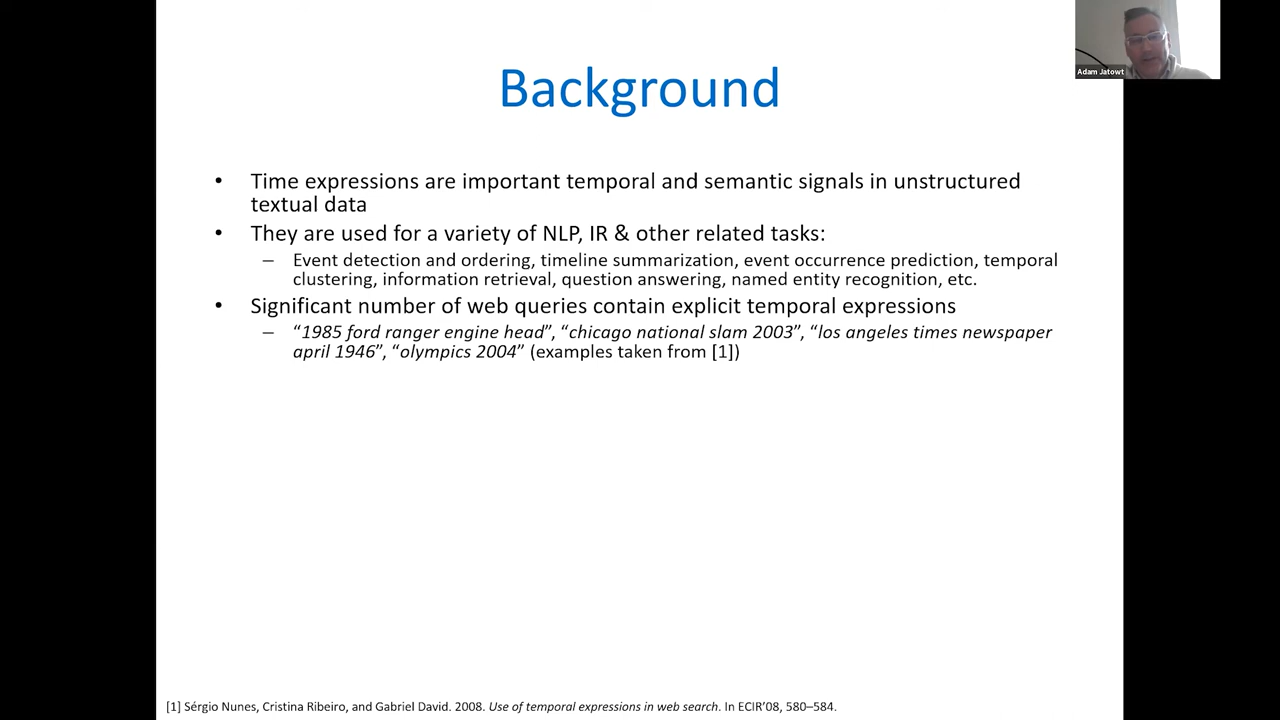 Adam Jatowt
Background
• Time expressions are important temporal and semantic signals in unstructured
textual data
• They are used for a variety of NLP, IR & other related tasks:
– Event detection and ordering, timeline summarization, event occurrence prediction, temporal
clustering, information retrieval, question answering, named entity recognition, etc.
• Significant number of web queries contain explicit temporal expressions
– “1985 ford ranger engine head”, “chicago national slam 2003”, “los angeles times newspaper
april 1946”, “olympics 2004” (examples taken from [1])
[1] Sérgio Nunes, Cristina Ribeiro, and Gabriel David. 2008. Use of temporal expressions in web search. In ECIR’08, 580–584.